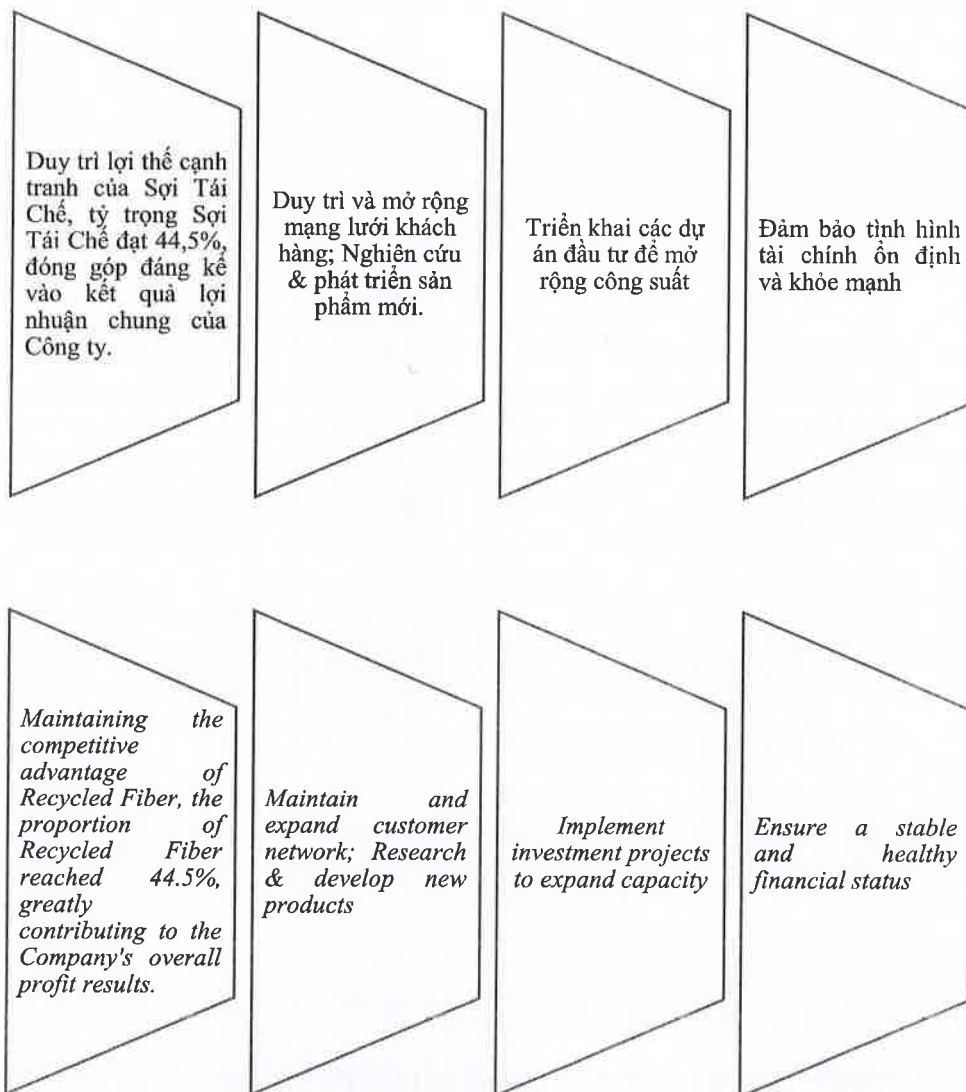 Duy trì lợi thế cạnh
tranh của Sợi Tái
Chế, tỷ trọng Sợi
Tái Chế đạt 44,5%,
đóng góp đáng kể
vào kết quả lợi
nhuận chung của
Công ty.
Duy trì và mở rộng
mạng lưới khách
hàng; Nghiên cứu
& phát triển sản
phẩm mới.
Triển khai các dự
án đầu tư để mở
rộng công suất
Đảm bảo tình hình
tài chính ổn định
và khỏe mạnh
Maintaining the
competitive
advantage of
Recycled Fiber, the
proportion of
Recycled Fiber
reached 44.5%,
greatly
contributing to the
Company's overall
profit results.
Maintain and
expand customer
network; Research
& develop new
products
Implement
investment projects
to expand capacity
Ensure a stable
and healthy
financial status